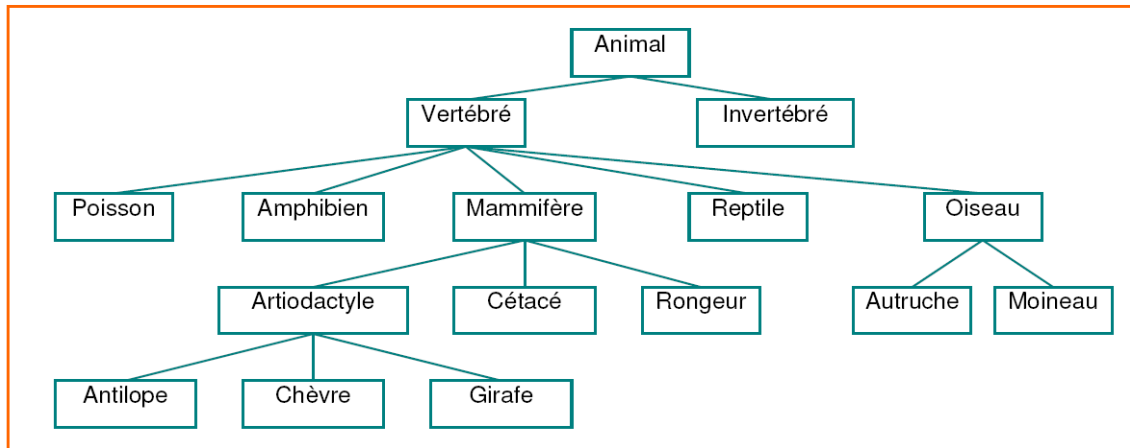 Animal
Vertébré Invertébré
Poisson Amphibien Mammifère Reptile Oiseau
Artiodactyle Cétacé Rongeur Autruche Moineau
Antilope Chèvre Girafe